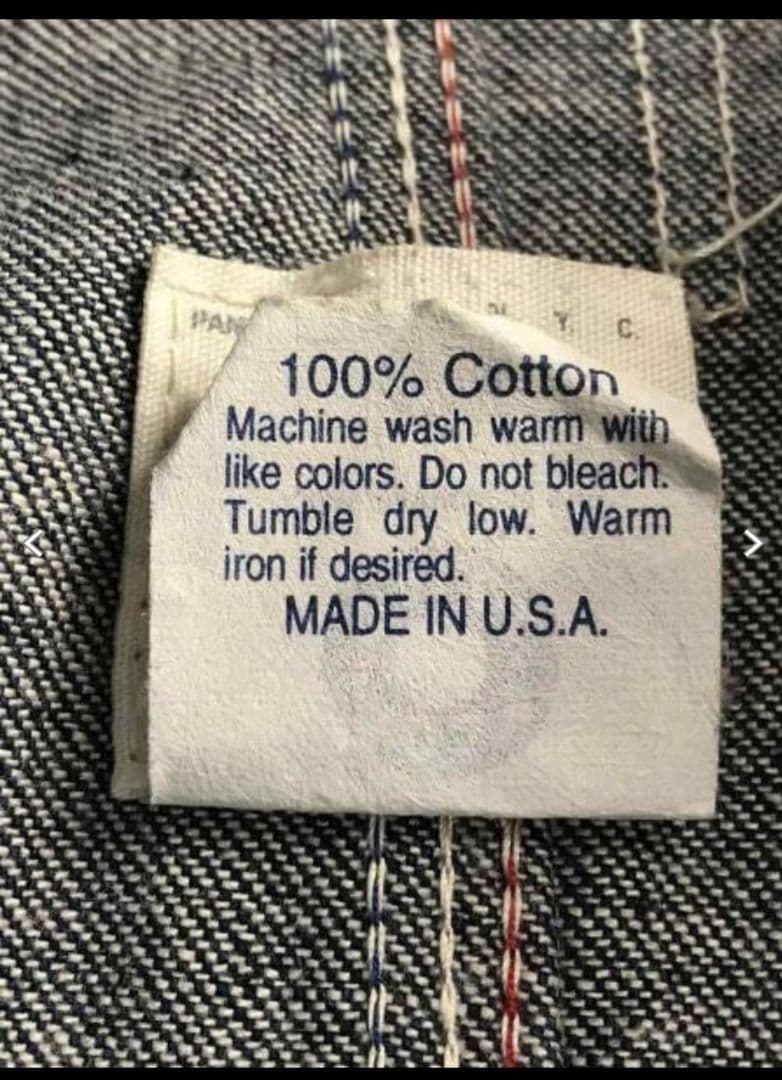 PAN Y. C.
100% Cotton
Machine wash warm with
like colors. Do not bleach.
Tumble dry low. Warm
iron if desired.
MADE IN U.S.A.